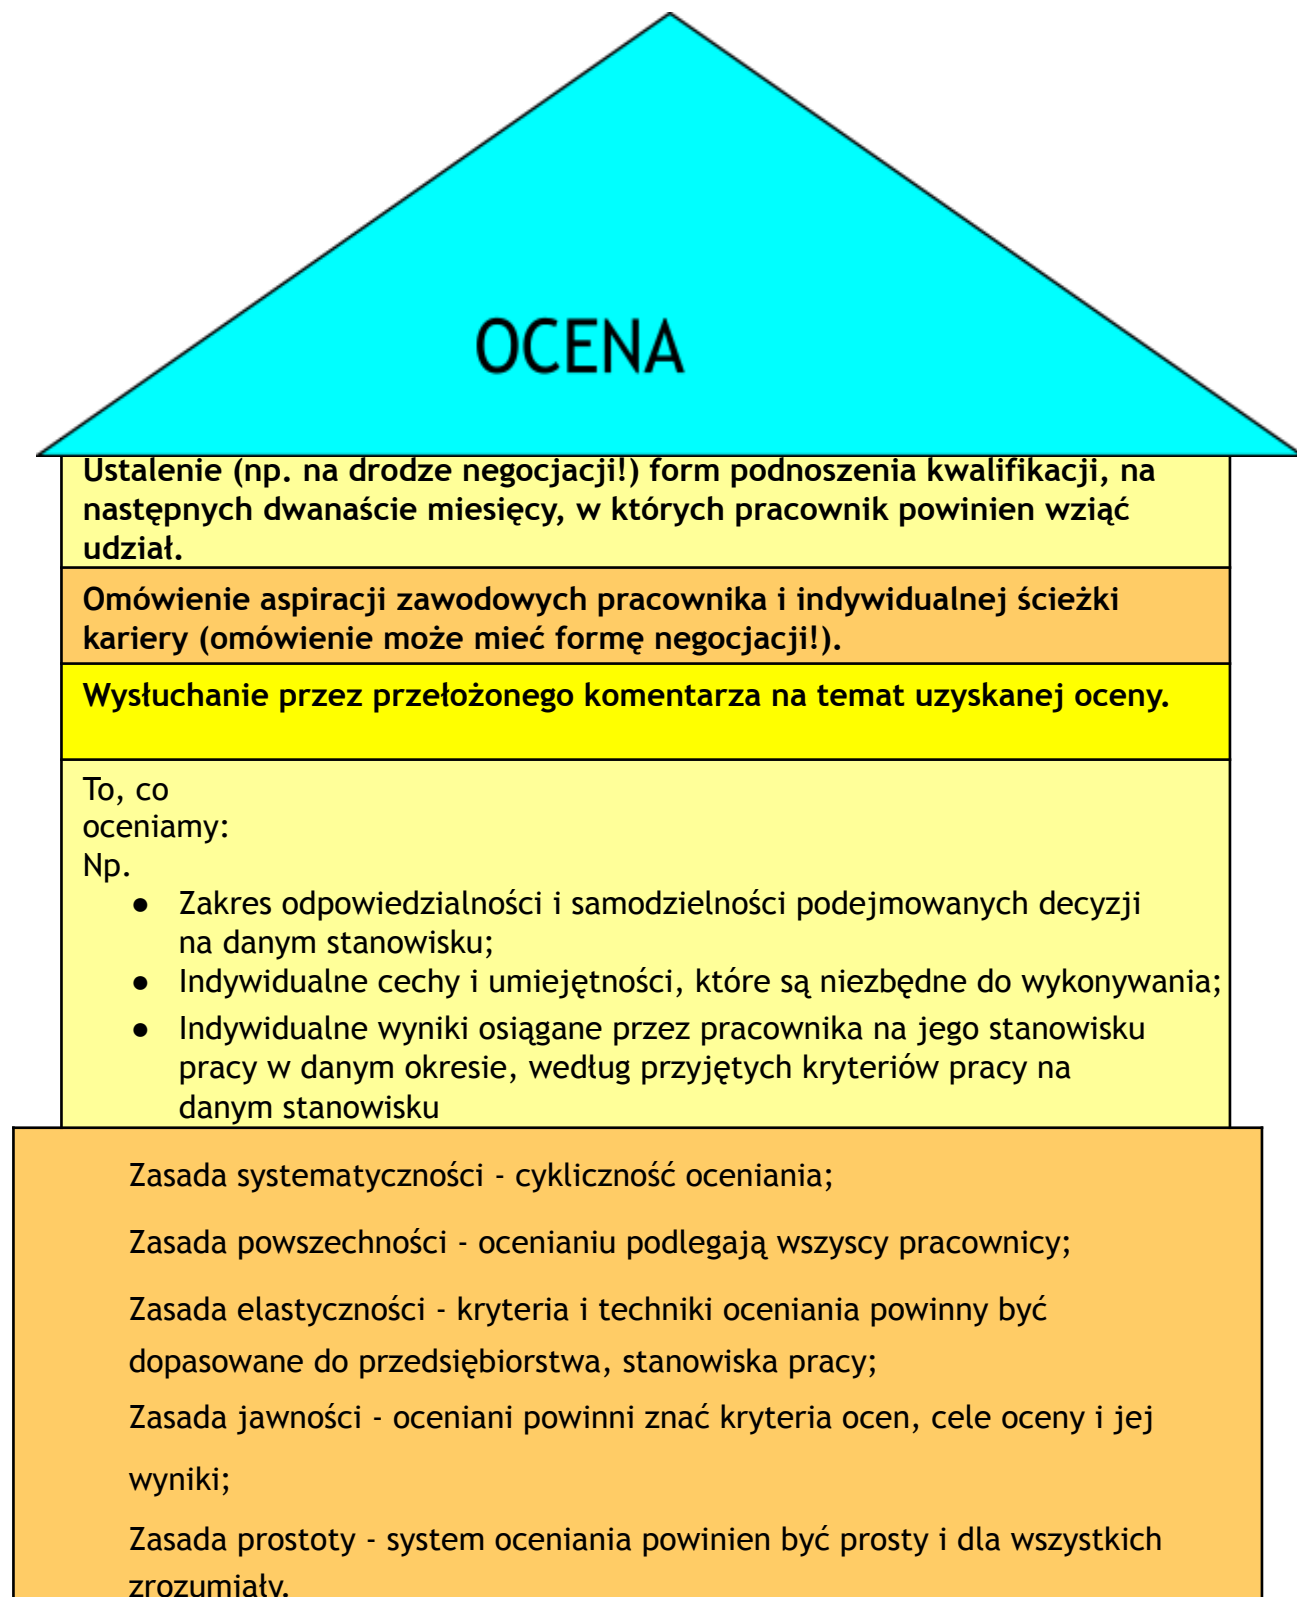 OCENA
Ustalenie (np. na drodze negocjacji!) form podnoszenia kwalifikacji, na
następnych dwanaście miesięcy, w których pracownik powinien wziąć
udział.
Omówienie aspiracji zawodowych pracownika i indywidualnej ścieżki
kariery (omówienie może mieć formę negocjacji!).
Wysłuchanie przez przełożonego komentarza na temat uzyskanej oceny.
To, co
oceniamy:
Np.
● Zakres odpowiedzialności i samodzielności podejmowanych decyzji
na danym stanowisku;
● Indywidualne cechy i umiejętności, które są niezbędne do wykonywania;
● Indywidualne wyniki osiągane przez pracownika na jego stanowisku
pracy w danym okresie, według przyjętych kryteriów pracy na
danym stanowisku
Zasada systematyczności - cykliczność oceniania;
Zasada powszechności - ocenianiu podlegają wszyscy pracownicy;
Zasada elastyczności - kryteria i techniki oceniania powinny być
dopasowane do przedsiębiorstwa, stanowiska pracy;
Zasada jawności - oceniani powinni znać kryteria ocen, cele oceny i jej
wyniki;
Zasada prostoty - system oceniania powinien być prosty i dla wszystkich
zrozumiały.